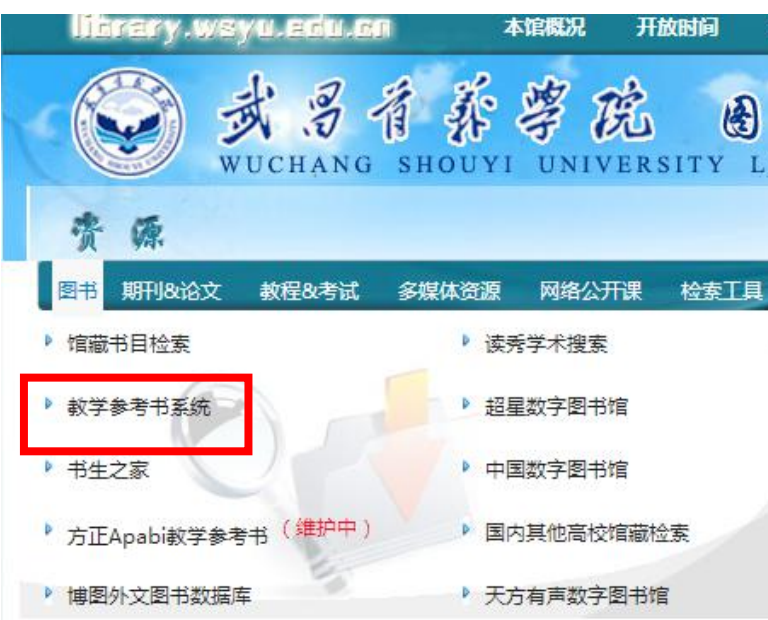 library.wsyu.edu.cn 本馆概况 开放时间
武昌首义学院 图
WUCHANG SHOUYI UNIVERSITY L
资源
图书 期刊&论文 教程&考试 多媒体资源 网络公开课 检索工具
馆藏书目检索 读秀学术搜索
教学参考书系统 超星数字图书馆
书生之家 中国数字图书馆
方正Apabi教学参考书 (维护中) 国内其他高校馆藏检索
博图外文图书数据库 天方有声数字图书馆